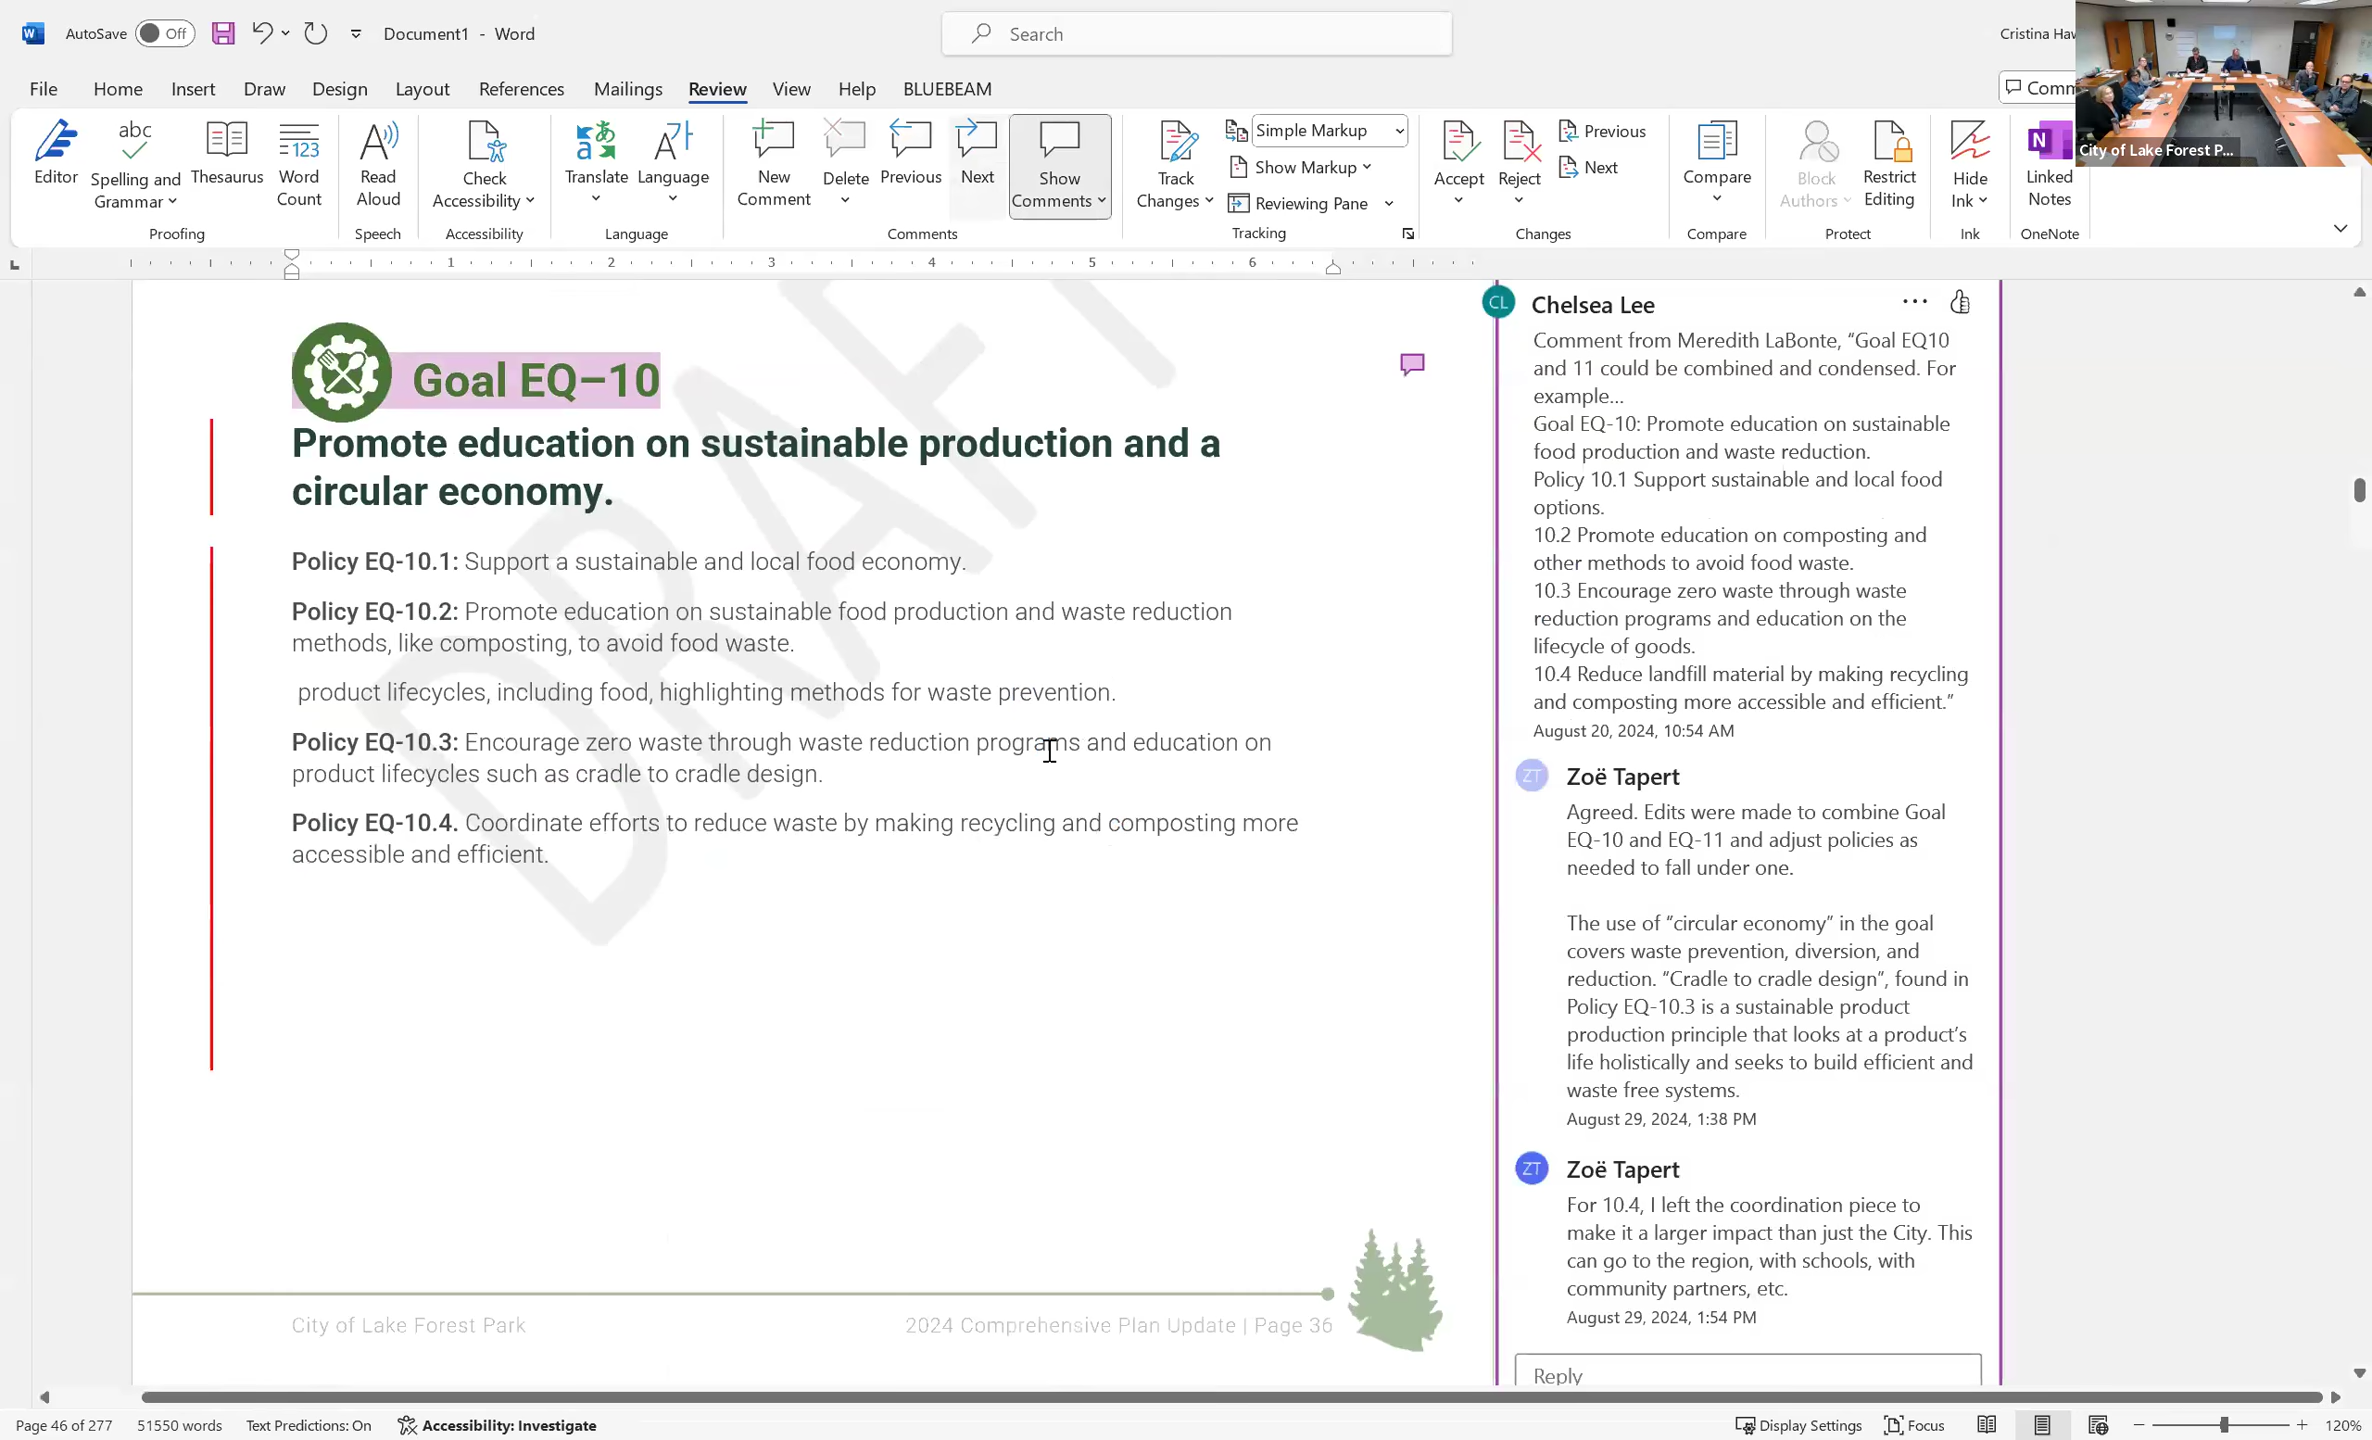 AutoSave Off Document1 - Word Search Cristina Haw
File Home Insert Draw Design Layout References Mailings Review View Help BLUEBEAM Comm
Editor
abc
Spelling and
Grammar
Thesaurus
123
Word
Count
Proofing
Read
Aloud
Speech
Check
Accessibility
Accessibility
Translate
Language
Language
New
Comment
Delete
Previous
Next
Show
Comments
Comments
Track
Changes
Simple Markup
Show Markup
Reviewing Pane
Tracking
Accept
Reject
Previous
Next
Changes
Compare
Compare
Block
Authors
Restrict
Editing
Protect
Hide
Ink
Ink
N
Linked
Notes
OneNote
City of Lake Forest P...
1 2 3 4 5 6
DRAFT
Goal EQ–10
Promote education on sustainable production and a
circular economy.
Policy EQ-10.1: Support a sustainable and local food economy.
Policy EQ-10.2: Promote education on sustainable food production and waste reduction
methods, like composting, to avoid food waste.
product lifecycles, including food, highlighting methods for waste prevention.
Policy EQ-10.3: Encourage zero waste through waste reduction programs and education on
product lifecycles such as cradle to cradle design.
Policy EQ-10.4. Coordinate efforts to reduce waste by making recycling and composting more
accessible and efficient.
City of Lake Forest Park
2024 Comprehensive Plan Update | Page 36
CL Chelsea Lee
Comment from Meredith LaBonte, “Goal EQ10
and 11 could be combined and condensed. For
example...
Goal EQ-10: Promote education on sustainable
food production and waste reduction.
Policy 10.1 Support sustainable and local food
options.
10.2 Promote education on composting and
other methods to avoid food waste.
10.3 Encourage zero waste through waste
reduction programs and education on the
lifecycle of goods.
10.4 Reduce landfill material by making recycling
and composting more accessible and efficient.”
August 20, 2024, 10:54 AM
ZT Zoë Tapert
Agreed. Edits were made to combine Goal
EQ-10 and EQ-11 and adjust policies as
needed to fall under one.
The use of “circular economy” in the goal
covers waste prevention, diversion, and
reduction. “Cradle to cradle design”, found in
Policy EQ-10.3 is a sustainable product
production principle that looks at a product’s
life holistically and seeks to build efficient and
waste free systems.
August 29, 2024, 1:38 PM
ZT Zoë Tapert
For 10.4, I left the coordination piece to
make it a larger impact than just the City. This
can go to the region, with schools, with
community partners, etc.
August 29, 2024, 1:54 PM
Reply
Page 46 of 277 51550 words Text Predictions: On Accessibility: Investigate Display Settings Focus 120%